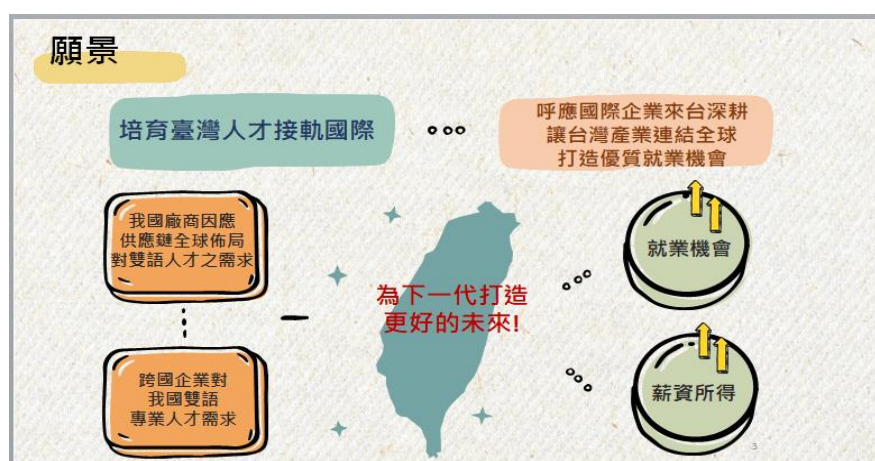 願景
培育臺灣人才接軌國際
呼應國際企業來台深耕
讓台灣產業連結全球
打造優質就業機會
我國廠商因應
供應鏈全球佈局
對雙語人才之需求
跨國企業對
我國雙語
專業人才需求
為下一代打造
更好的未來!
就業機會
薪資所得
3